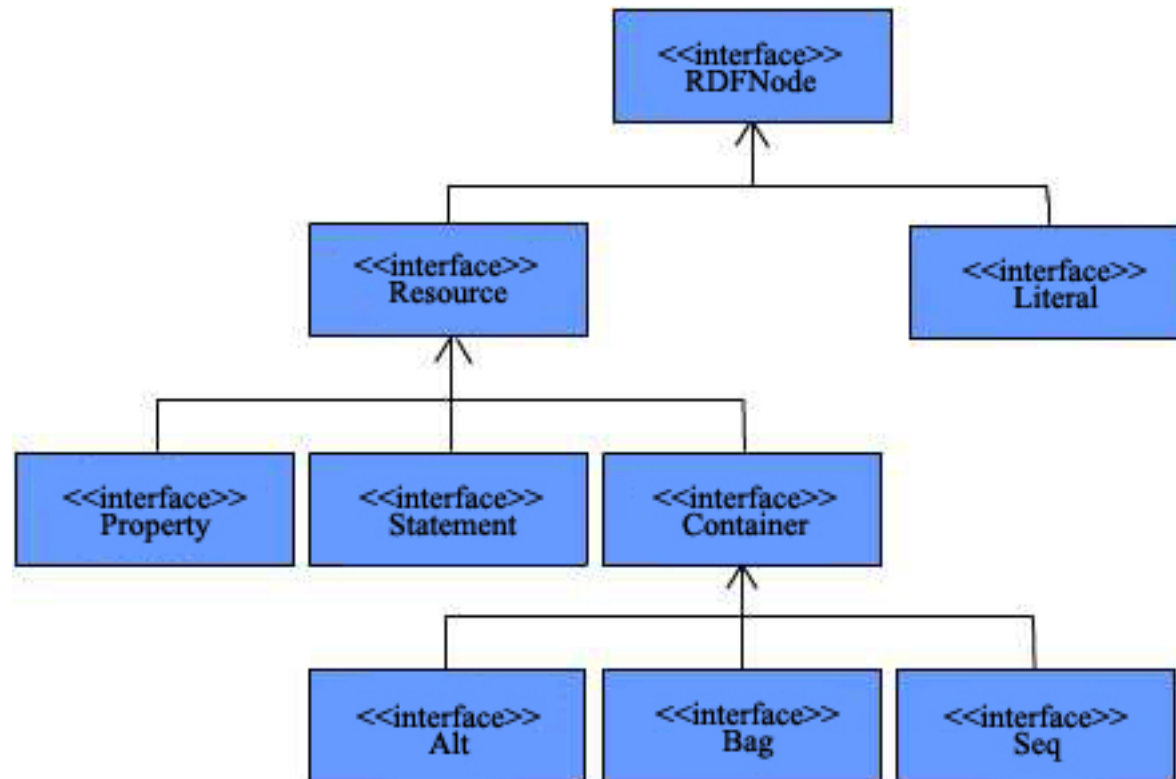 <<interface>>
RDFNode
<<interface>>
Resource
<<interface>>
Literal
<<interface>>
Property
<<interface>>
Statement
<<interface>>
Container
<<interface>>
Alt
<<interface>>
Bag
<<interface>>
Seq